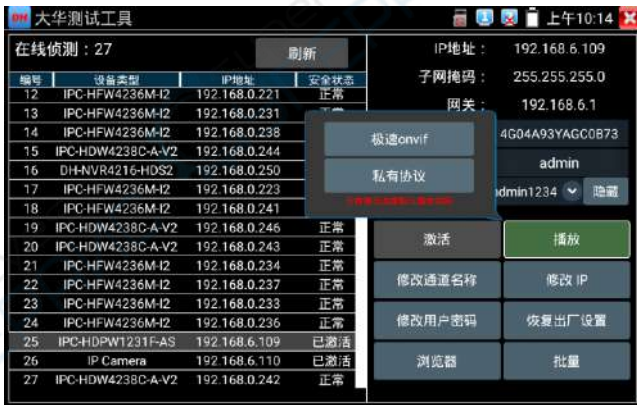 DH 大华测试工具 上午10:14
在线侦测：27 刷新
编号 设备类型 IP地址 安全状态
12 IPC-HFW4236M-I2 192.168.0.221 正常
13 IPC-HFW4236M-I2 192.168.0.231
14 IPC-HFW4236M-I2 192.168.0.238
15 IPC-HDW4238C-A-V2 192.168.0.244
16 DH-NVR4216-HDS2 192.168.0.250
17 IPC-HFW4236M-I2 192.168.0.223
18 IPC-HFW4236M-I2 192.168.0.241
19 IPC-HDW4238C-A-V2 192.168.0.246 正常
20 IPC-HDW4238C-A-V2 192.168.0.243 正常
21 IPC-HFW4236M-I2 192.168.0.234 正常
22 IPC-HFW4236M-I2 192.168.0.237 正常
23 IPC-HFW4236M-I2 192.168.0.233 正常
24 IPC-HFW4236M-I2 192.168.0.236 正常
25 IPC-HDPW1231F-AS 192.168.6.109 已激活
26 IP Camera 192.168.6.110 已激活
27 IPC-HDW4238C-A-V2 192.168.0.242 正常
IP地址： 192.168.6.109
子网掩码： 255.255.255.0
网关： 192.168.6.1
4G04A93YAGC0B73
admin
dmin1234 隐藏
极速onvif
私有协议
激活 播放
修改通道名称 修改 IP
修改用户密码 恢复出厂设置
浏览器 批量